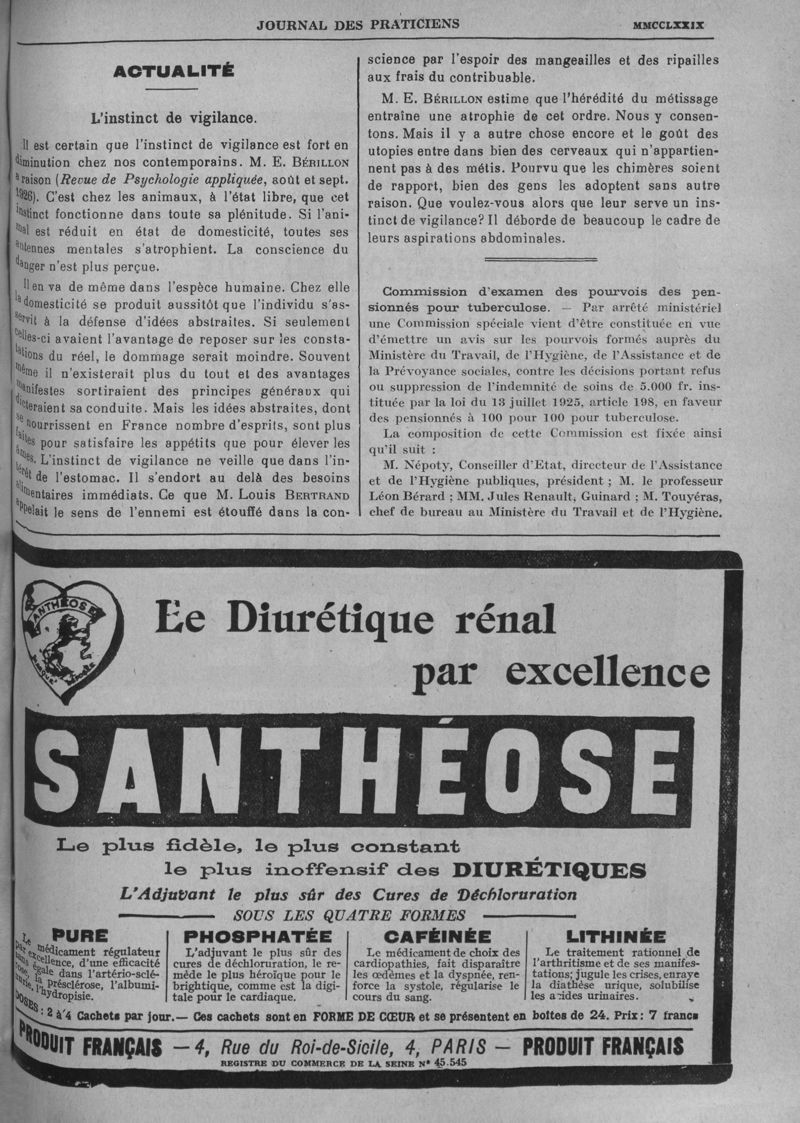 JOURNAL DES PRATICIENS MMCCLXXIX
ACTUALITÉ
L'instinct de vigilance.
Il est certain que l'instinct de vigilance est fort en
diminution chez nos contemporains. M. E. BÉRILLON
a raison (Revue de Psychologie appliquée, août et sept.
1926). C'est chez les animaux, à l'état libre, que cet
instinct fonctionne dans toute sa plénitude. Si l'ani-
mal est réduit en état de domesticité, toutes ses
antennes mentales s'atrophient. La conscience du
danger n'est plus perçue.
Il en va de même dans l'espèce humaine. Chez elle
la domesticité se produit aussitôt que l'individu s'as-
servit à la défense d'idées abstraites. Si seulement
celles-ci avaient l'avantage de reposer sur les consta-
tations du réel, le dommage serait moindre. Souvent
même il n'existerait plus du tout et des avantages
manifestes sortiraient des principes généraux qui
dicteraient sa conduite. Mais les idées abstraites, dont
se nourrissent en France nombre d'esprits, sont plus
faites pour satisfaire les appétits que pour élever les
âmes. L'instinct de vigilance ne veille que dans l'in-
térêt de l'estomac. Il s'endort au delà des besoins
alimentaires immédiats. Ce que M. Louis BERTRAND
appelait le sens de l'ennemi est étouffé dans la con-
science par l'espoir des mangeailles et des ripailles
aux frais du contribuable.
M. E. BÉRILLON estime que l'hérédité du métissage
entraîne une atrophie de cet ordre. Nous y consen-
tons. Mais il y a autre chose encore et le goût des
utopies entre dans bien des cerveaux qui n'appartien-
nent pas à des métis. Pourvu que les chimères soient
de rapport, bien des gens les adoptent sans autre
raison. Que voulez-vous alors que leur serve un ins-
tinct de vigilance? Il déborde de beaucoup le cadre de
leurs aspirations abdominales.
Commission d'examen des pourvois des pen-
sionnés pour tuberculose. — Par arrêté ministériel
une Commission spéciale vient d'être constituée en vue
d'émettre un avis sur les pourvois formés auprès du
Ministère du Travail, de l'Hygiène, de l'Assistance et de
la Prévoyance sociales, contre les décisions portant refus
ou suppression de l'indemnité de soins de 5.000 fr. ins-
tituée par la loi du 13 juillet 1925, article 198, en faveur
des pensionnés à 100 pour 100 pour tuberculose.
La composition de cette Commission est fixée ainsi
qu'il suit :
M. Népoty, Conseiller d'Etat, directeur de l'Assistance
et de l'Hygiène publiques, président ; M. le professeur
Léon Bérard ; MM. Jules Renault, Guinard ; M. Touyéras,
chef de bureau au Ministère du Travail et de l'Hygiène.
SANTHÉOSE
Le Diurétique rénal
par excellence
SANTHÉOSE
Le plus fidèle, le plus constant
le plus inoffensif des DIURÉTIQUES
L'Adjuvant le plus sûr des Cures de Déchloruration
SOUS LES QUATRE FORMES
PURE
Le médicament régulateur
par excellence, d'une efficacité
sans égale dans l'artério-sclé-
rose, la présclérose, l'albumi-
nurie, l'hydropisie.
PHOSPHATÉE
L'adjuvant le plus sûr des
cures de déchloruration, le re-
mède le plus héroïque pour le
brightique, comme est la digi-
tale pour le cardiaque.
CAFÉINÉE
Le médicament de choix des
cardiopathies, fait disparaître
les œdèmes et la dyspnée, ren-
force la systole, régularise le
cours du sang.
LITHINÉE
Le traitement rationnel de
l'arthritisme et de ses manifes-
tations; jugule les crises, enraye
la diathèse urique, solubilise
les acides urinaires.
DOSES : 2 à 4 Cachets par jour. — Ces cachets sont en FORME DE CŒUR et se présentent en boîtes de 24. Prix: 7 francs
PRODUIT FRANÇAIS — 4, Rue du Roi-de-Sicile, 4, PARIS — PRODUIT FRANÇAIS
REGISTRE DU COMMERCE DE LA SEINE N° 45.545